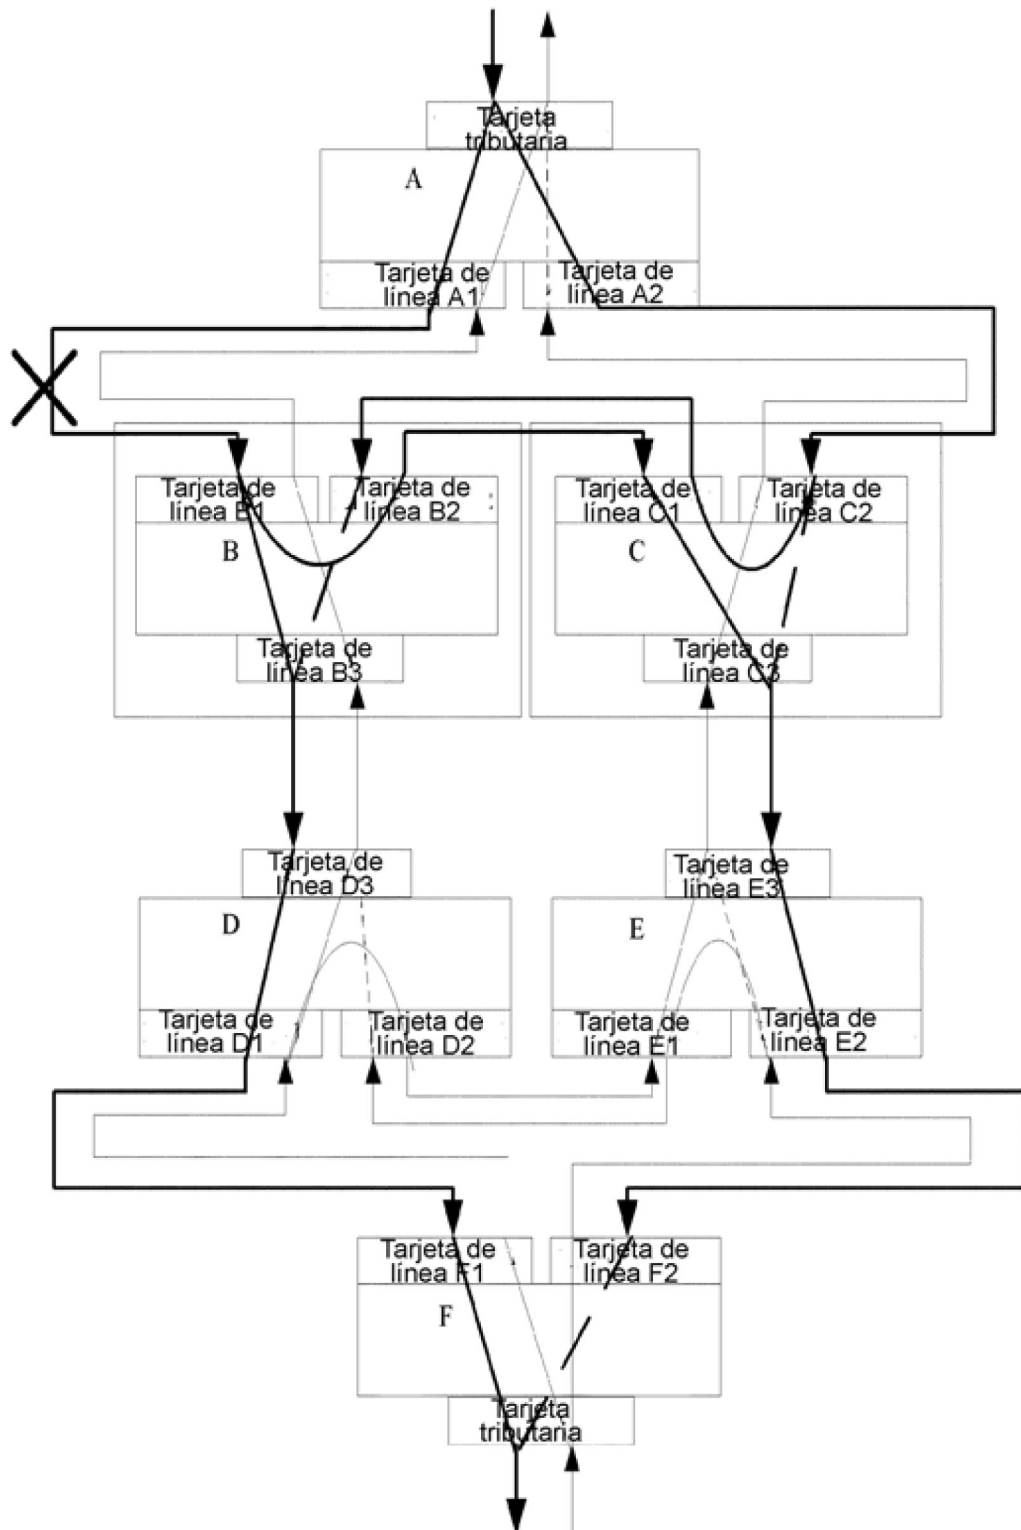 Tarjeta
tributaria
A
Tarjeta de
línea A1
Tarjeta de
línea A2
Tarjeta de
línea B1
Tarjeta de
línea B2
B
Tarjeta de
línea B3
Tarjeta de
línea C1
Tarjeta de
línea C2
C
Tarjeta de
línea C3
Tarjeta de
línea D3
D
Tarjeta de
línea D1
Tarjeta de
línea D2
Tarjeta de
línea E3
E
Tarjeta de
línea E1
Tarjeta de
línea E2
Tarjeta de
línea F1
Tarjeta de
línea F2
F
Tarjeta
tributaria